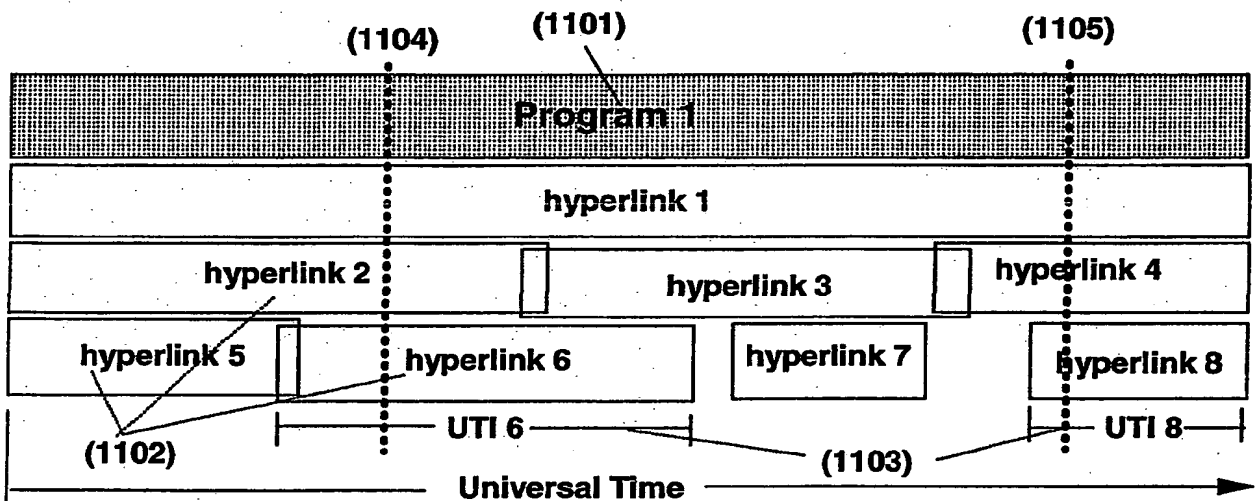 (1104)
(1101)
(1105)
Program 1
hyperlink 1
hyperlink 2
hyperlink 3
hyperlink 4
hyperlink 5
hyperlink 6
hyperlink 7
hyperlink 8
UTI 6
UTI 8
(1102)
(1103)
Universal Time